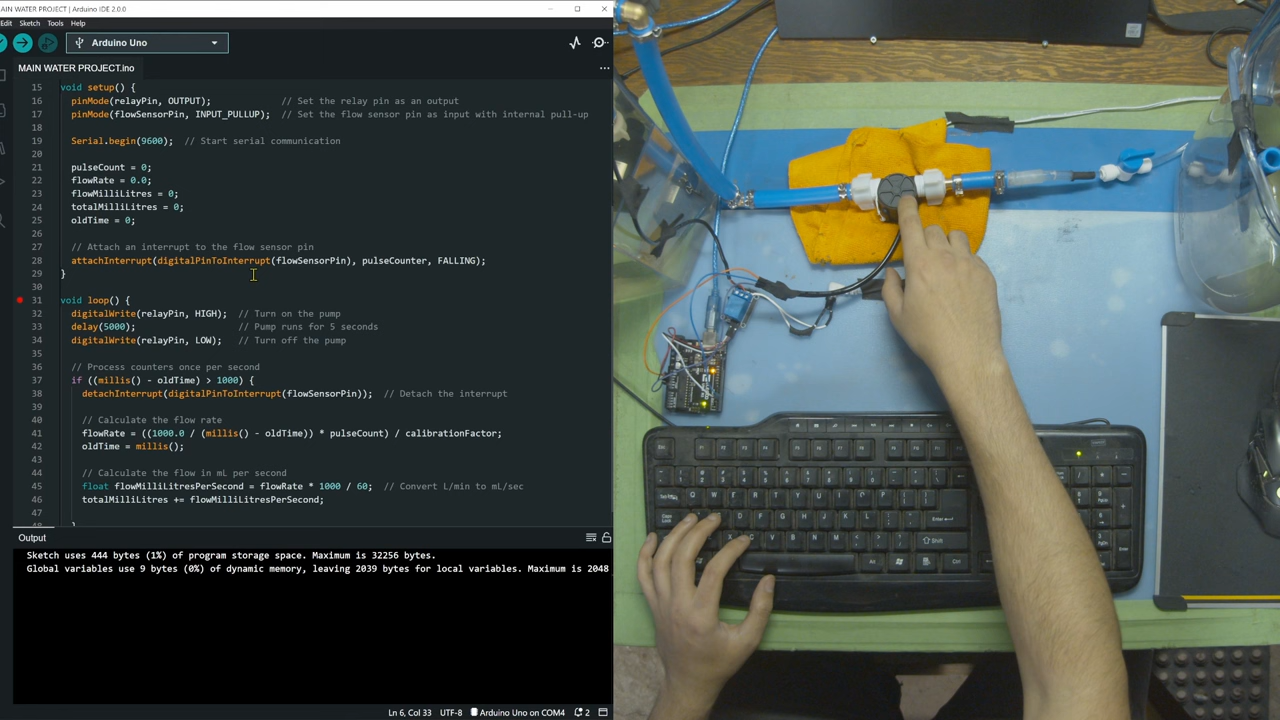 AIN WATER PROJECT | Arduino IDE 2.0.0
Edit Sketch Tools Help
Arduino Uno
MAIN WATER PROJECT.ino
15 void setup() {
16 pinMode(relayPin, OUTPUT); // Set the relay pin as an output
17 pinMode(flowSensorPin, INPUT_PULLUP); // Set the flow sensor pin as input with internal pull-up
18
19 Serial.begin(9600); // Start serial communication
20
21 pulseCount = 0;
22 flowRate = 0.0;
23 flowMilliLitres = 0;
24 totalMilliLitres = 0;
25 oldTime = 0;
26
27 // Attach an interrupt to the flow sensor pin
28 attachInterrupt(digitalPinToInterrupt(flowSensorPin), pulseCounter, FALLING);
29 }
30
31 void loop() {
32 digitalWrite(relayPin, HIGH); // Turn on the pump
33 delay(5000); // Pump runs for 5 seconds
34 digitalWrite(relayPin, LOW); // Turn off the pump
35
36 // Process counters once per second
37 if ((millis() - oldTime) > 1000) {
38 detachInterrupt(digitalPinToInterrupt(flowSensorPin)); // Detach the interrupt
39
40 // Calculate the flow rate
41 flowRate = ((1000.0 / (millis() - oldTime)) * pulseCount) / calibrationFactor;
42 oldTime = millis();
43
44 // Calculate the flow in mL per second
45 float flowMilliLitresPerSecond = flowRate * 1000 / 60; // Convert L/min to mL/sec
46 totalMilliLitres += flowMilliLitresPerSecond;
47
48 }
Output
Sketch uses 444 bytes (1%) of program storage space. Maximum is 32256 bytes.
Global variables use 9 bytes (0%) of dynamic memory, leaving 2039 bytes for local variables. Maximum is 2048
Ln 6, Col 33 UTF-8 Arduino Uno on COM4 2
Q W E R T Y U I O P
D F G H J K L Enter
X C V B N M Shift
Alt Ctrl